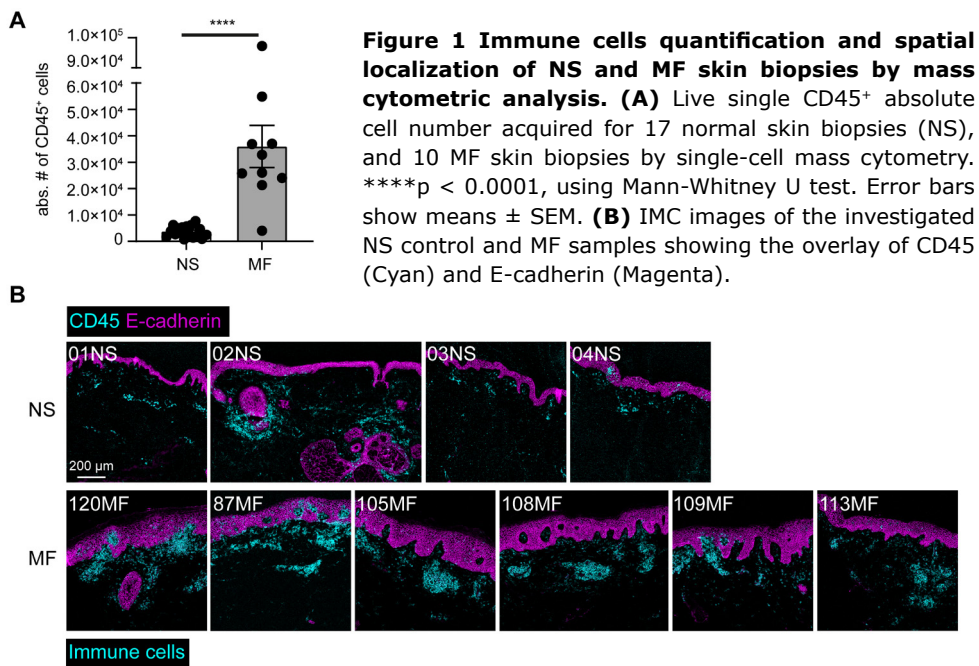 A
****
1.0×10⁵
9.0×10⁴
6.0×10⁴
5.0×10⁴
4.0×10⁴
3.0×10⁴
2.0×10⁴
1.0×10⁴
0
abs. # of CD45⁺ cells
NS
MF
Figure 1 Immune cells quantification and spatial
localization of NS and MF skin biopsies by mass
cytometric analysis. (A) Live single CD45⁺ absolute
cell number acquired for 17 normal skin biopsies (NS),
and 10 MF skin biopsies by single-cell mass cytometry.
****p < 0.0001, using Mann-Whitney U test. Error bars
show means ± SEM. (B) IMC images of the investigated
NS control and MF samples showing the overlay of CD45
(Cyan) and E-cadherin (Magenta).
B
CD45 E-cadherin
NS
01NS
02NS
03NS
04NS
200 µm
MF
120MF
87MF
105MF
108MF
109MF
113MF
Immune cells